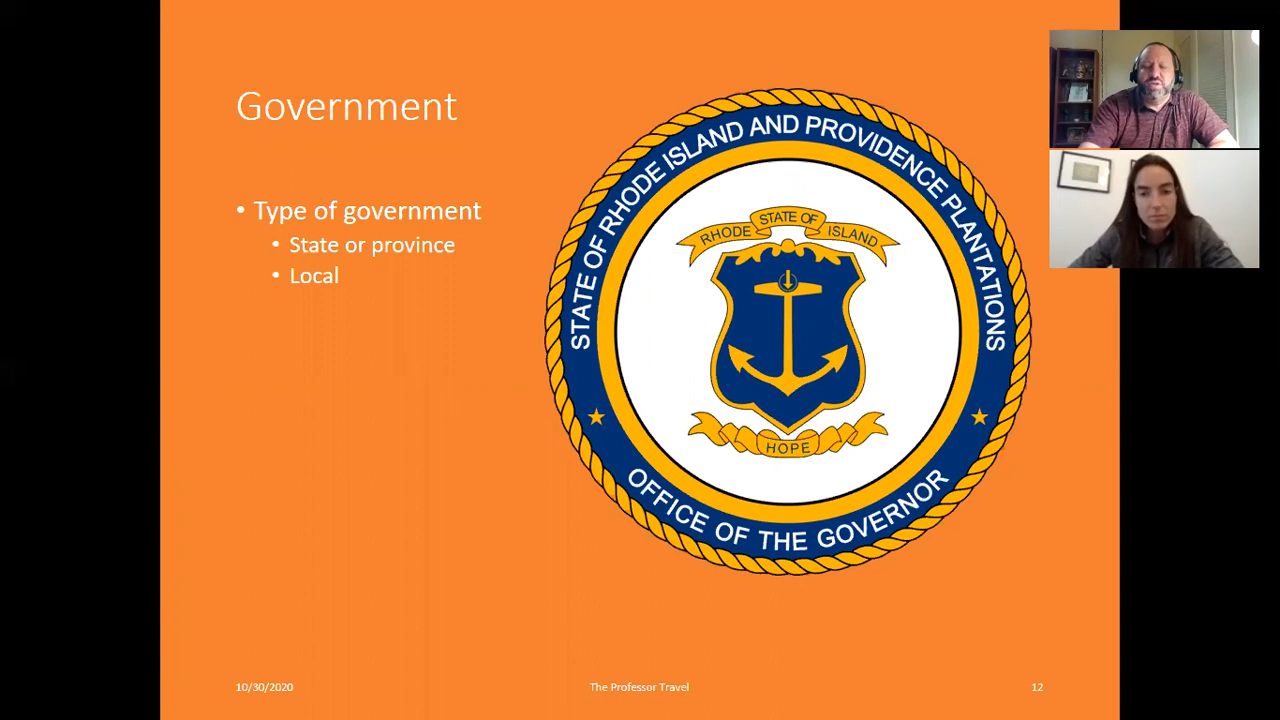 Government
• Type of government
• State or province
• Local
STATE OF RHODE ISLAND AND PROVIDENCE PLANTATIONS
RHODE STATE OF ISLAND
HOPE
OFFICE OF THE GOVERNOR
10/30/2020
The Professor Travel
12